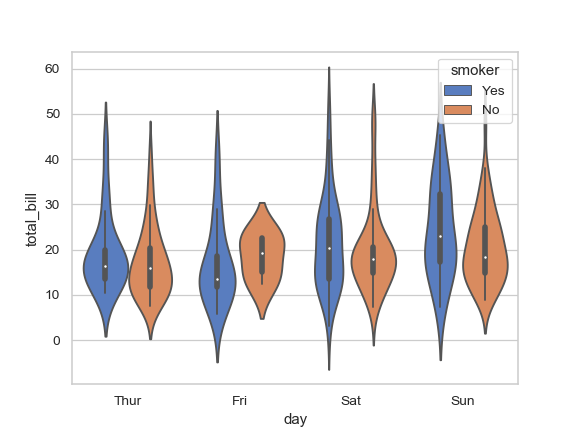 smoker
Yes
No
60
50
40
30
20
10
0
total_bill
Thur Fri Sat Sun
day